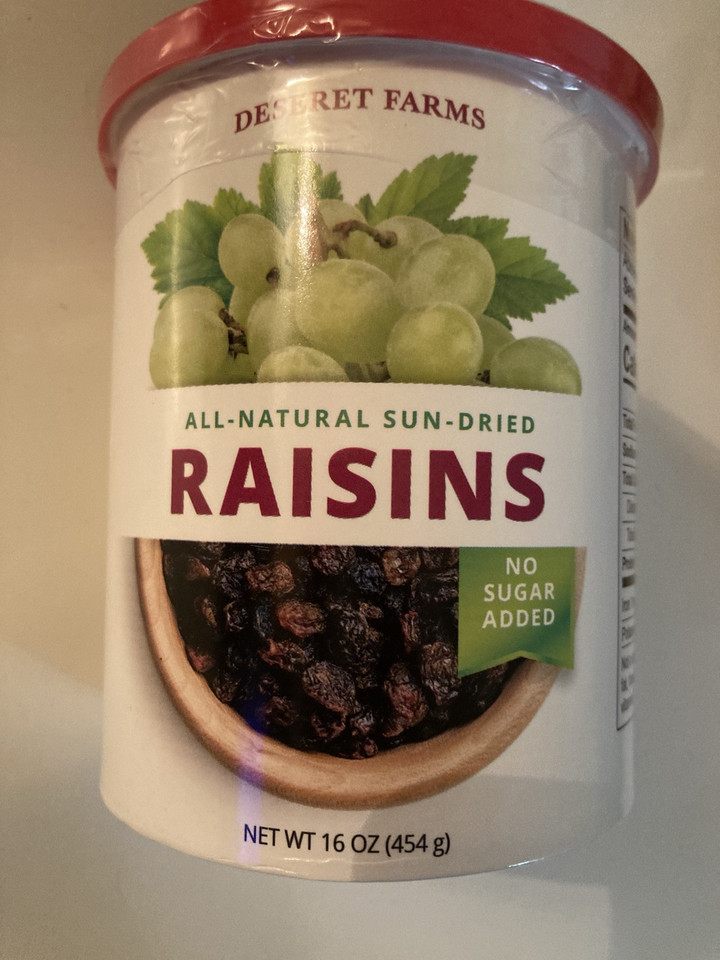 DESERET FARMS
ALL-NATURAL SUN-DRIED
RAISINS
NO
SUGAR
ADDED
NET WT 16 OZ (454 g)